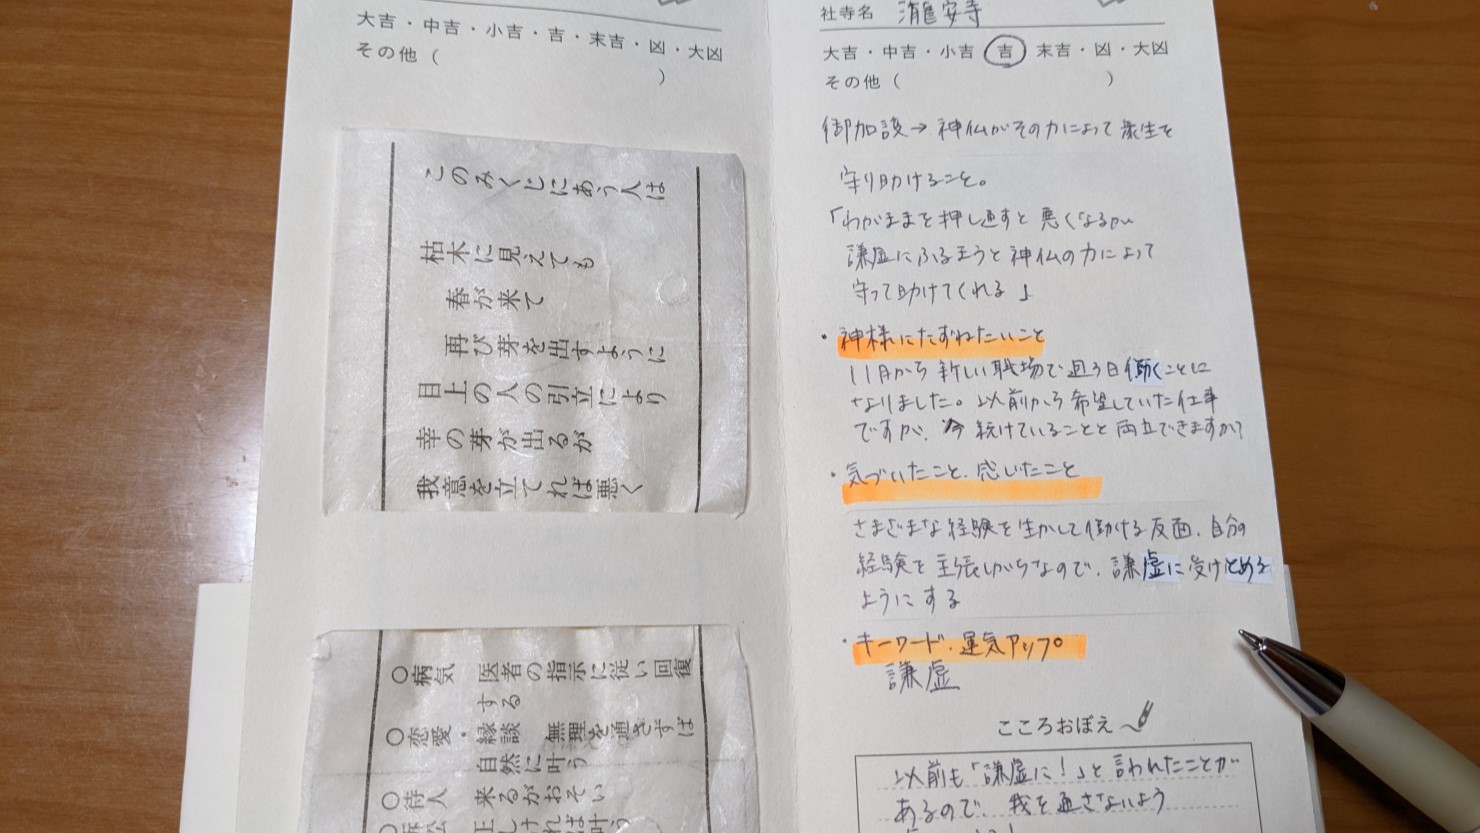 大吉・中吉・小吉・吉・末吉・凶・大凶
その他（　　　　　　）
このみくじにあう人は
枯木に見えても
春が来て
再び芽を出すように
目上の人の引立により
幸の芽が出るが
我意を立てれば悪く
〇病気　医者の指示に従い回復
する
〇恋愛・縁談　無理を通さずば
自然に叶う
〇待人　来るがおそい
正しければ叶う
社寺名　瀧安寺
大吉・中吉・小吉 吉 末吉・凶・大凶
その他（　　　　　　）
御加護→神仏がその力によって衆生を
守り助けること。
「わがままを押し通すと悪くなるが
謙虚にふるまうと神仏の力によって
守って助けてくれる」
・神様にたずねたいこと
11月から新しい職場で週3日働くことに
なりました。以前から希望していた仕事
ですが、今続けていることと両立できますか？
・気づいたこと、感じたこと
さまざまな経験を生かして働ける反面、自分の
経験を主張しがちなので、謙虚に受けとめる
ようにする
・キーワード・運気アップ
謙虚
こころおぼえ
以前も「謙虚に！」と言われたことが
あるので、我を通さないよう